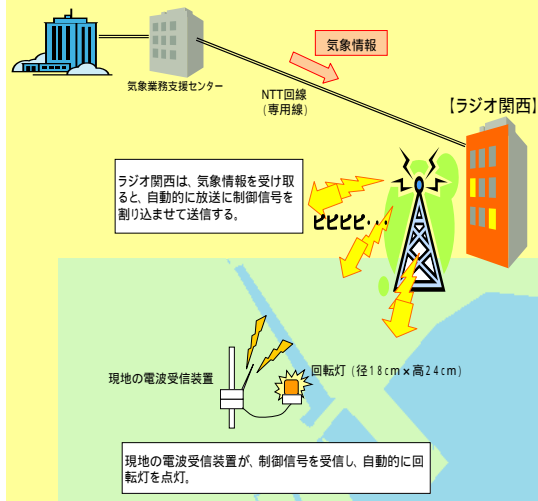 気象情報
気象業務支援センター
NTT回線
(専用線)
【ラジオ関西】
ラジオ関西は、気象情報を受け取
ると、自動的に放送に制御信号を
割り込ませて送信する。
ピピピピ・・・
回転灯 (径18cm×高24cm)
現地の電波受信装置
現地の電波受信装置が、制御信号を受信し、自動的に回
転灯を点灯。